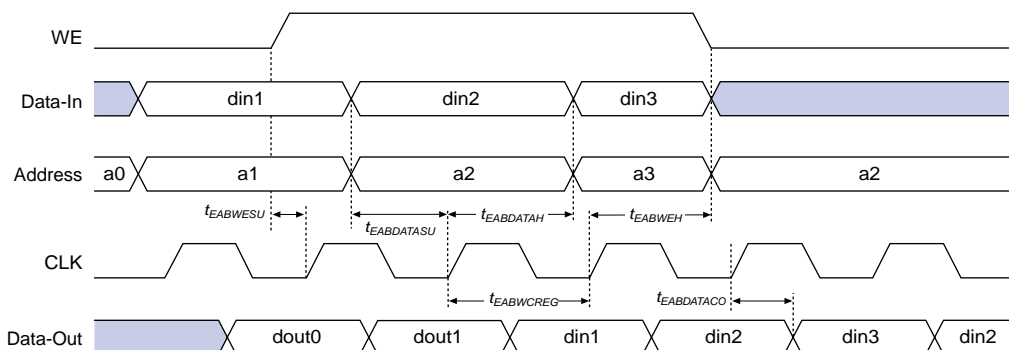 WE
Data-In din1 din2 din3
Address a0 a1 a2 a3 a2
tEABWESU tEABDATASU tEABDATAH tEABWEH
CLK
tEABWCREG tEABDATACO
Data-Out dout0 dout1 din1 din2 din3 din2